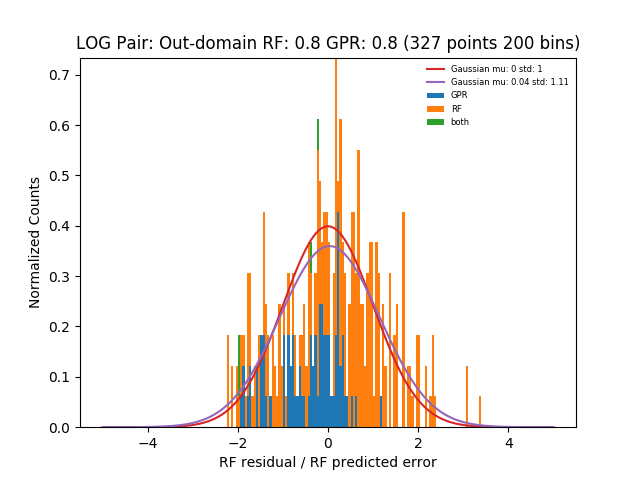 LOG Pair: Out-domain RF: 0.8 GPR: 0.8 (327 points 200 bins)
Gaussian mu: 0 std: 1
Gaussian mu: 0.04 std: 1.11
GPR
RF
both
Normalized Counts
0.7
0.6
0.5
0.4
0.3
0.2
0.1
0.0
−4 −2 0 2 4
RF residual / RF predicted error